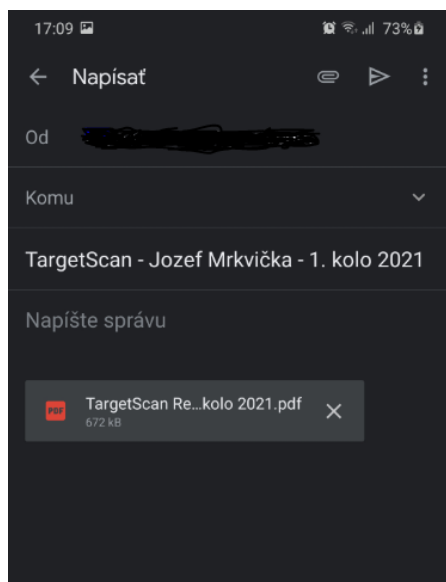 17:09 73%
Napísať
Od
Komu
TargetScan - Jozef Mrkvička - 1. kolo 2021
Napíšte správu
PDF TargetScan Re...kolo 2021.pdf
672 kB